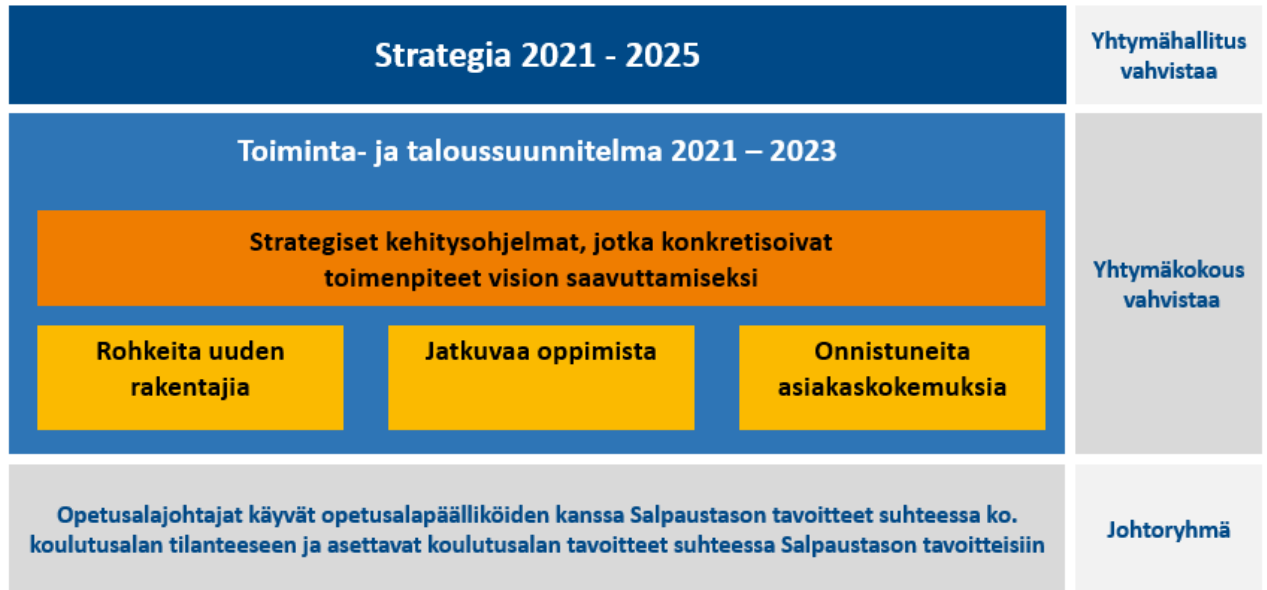 Strategia 2021 - 2025
Yhtymähallitus
vahvistaa
Toiminta- ja taloussuunnitelma 2021 – 2023
Strategiset kehitysohjelmat, jotka konkretisoivat
toimenpiteet vision saavuttamiseksi
Rohkeita uuden
rakentajia
Jatkuvaa oppimista
Onnistuneita
asiakaskokemuksia
Yhtymäkokous
vahvistaa
Opetusalajohtajat käyvät opetusalapäälliköiden kanssa Salpaustason tavoitteet suhteessa ko.
koulutusalan tilanteeseen ja asettavat koulutusalan tavoitteet suhteessa Salpaustason tavoitteisiin
Johtoryhmä